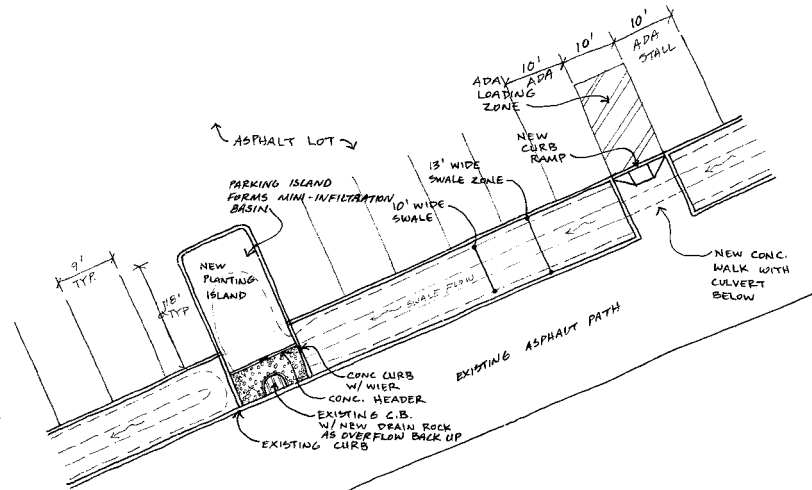 10'
10'
10'
ADA
STALL
ADA
ADA
LOADING
ZONE
NEW
CURB
RAMP
ASPHALT LOT
13' WIDE
SWALE ZONE
10' WIDE
SWALE
PARKING ISLAND
FORMS MINI-INFILTRATION
BASIN
9'
TYP.
18'
TYP
NEW
PLANTING
ISLAND
SWALE FLOW
NEW CONC.
WALK WITH
CULVERT
BELOW
EXISTING ASPHALT PATH
CONC CURB
W/ WIER
CONC. HEADER
EXISTING C.B.
W/ NEW DRAIN ROCK
AS OVERFLOW BACK UP
EXISTING CURB